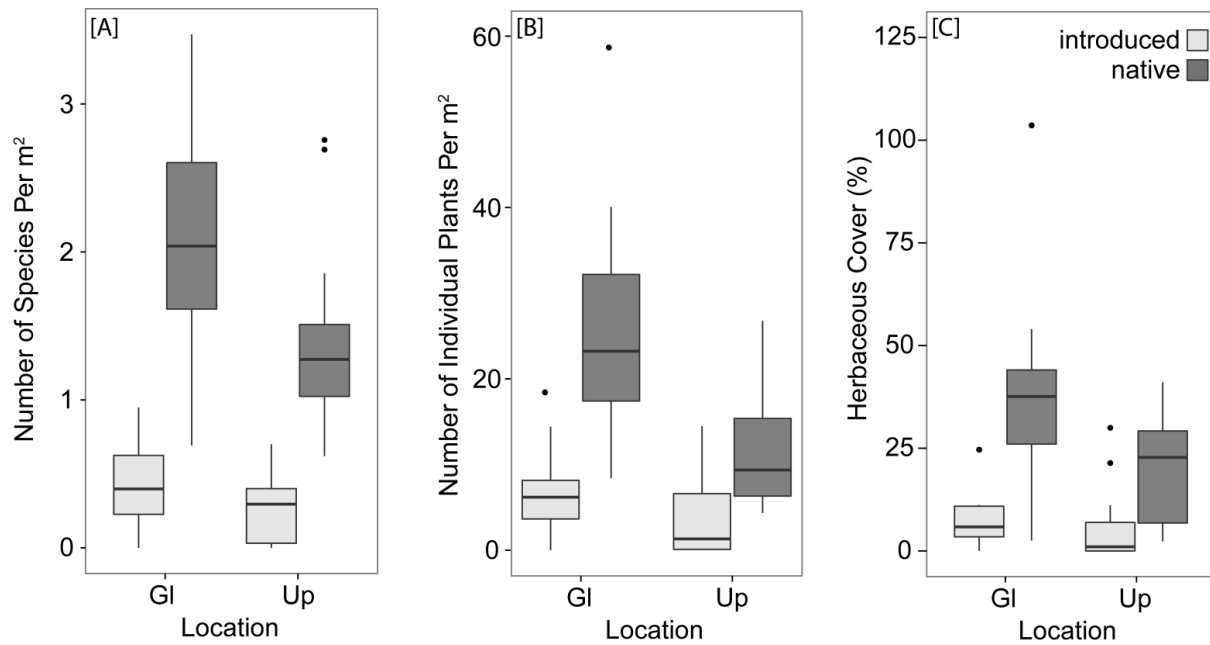 [A]
Number of Species Per m²
3
2
1
0
Gl
Up
Location
[B]
Number of Individual Plants Per m²
60
40
20
0
Gl
Up
Location
[C]
introduced
native
Herbaceous Cover (%)
125
100
75
50
25
0
Gl
Up
Location